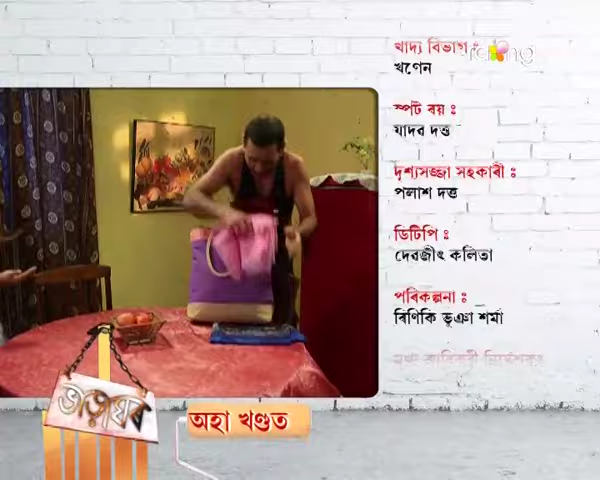 খাদ্য বিভাগ :
rang
খগেন
স্পট বয় :
যাদৱ দত্ত
দৃশ্যসজ্জা সহকাৰী :
পলাশ দত্ত
ডিটিপি :
দেৱজীৎ কলিতা
পৰিকল্পনা :
ৰিণিকি ভূঞা শৰ্মা
ভাড়াঘৰ
অহা খণ্ডত